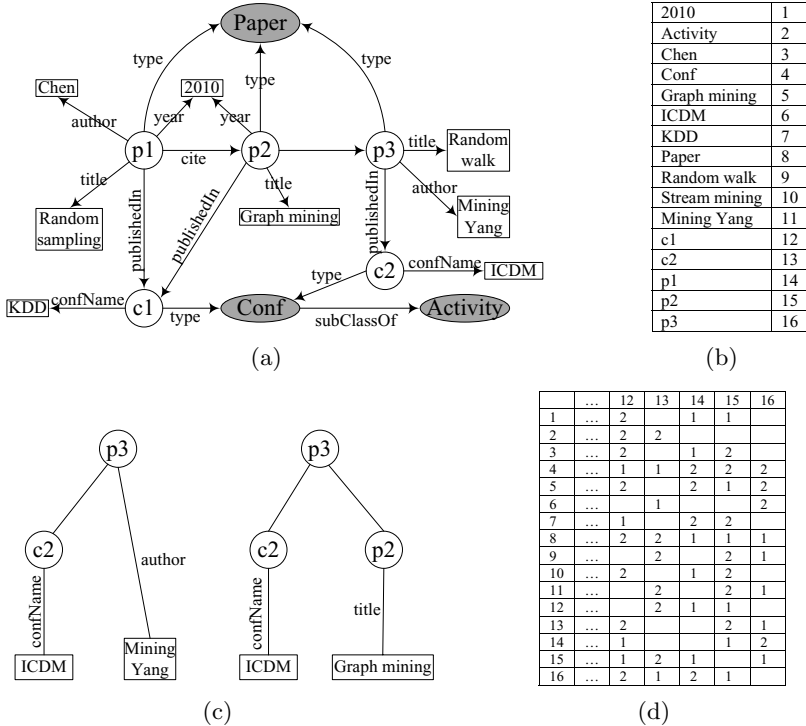 Paper
type
type
type
Chen
2010
author
year
year
p1
cite
p2
p3
title
Random
walk
title
title
author
Random
sampling
publishedIn
publishedIn
Graph mining
publishedIn
Mining
Yang
c2
confName
ICDM
type
KDD
confName
c1
type
Conf
subClassOf
Activity
(a)
2010 1
Activity 2
Chen 3
Conf 4
Graph mining 5
ICDM 6
KDD 7
Paper 8
Random walk 9
Stream mining 10
Mining Yang 11
c1 12
c2 13
p1 14
p2 15
p3 16
(b)
p3
c2
author
confName
ICDM
Mining
Yang
p3
c2
p2
confName
title
ICDM
Graph mining
(c)
… 12 13 14 15 16
1 … 2 1 1
2 … 2 2
3 … 2 1 2
4 … 1 1 2 2 2
5 … 2 2 1 2
6 … 1 2
7 … 1 2 2
8 … 2 2 1 1 1
9 … 2 2 1
10 … 2 1 2
11 … 2 2 1
12 … 2 1 1
13 … 2 2 1
14 … 1 1 2
15 … 1 2 1 1
16 … 2 1 2 1
(d)